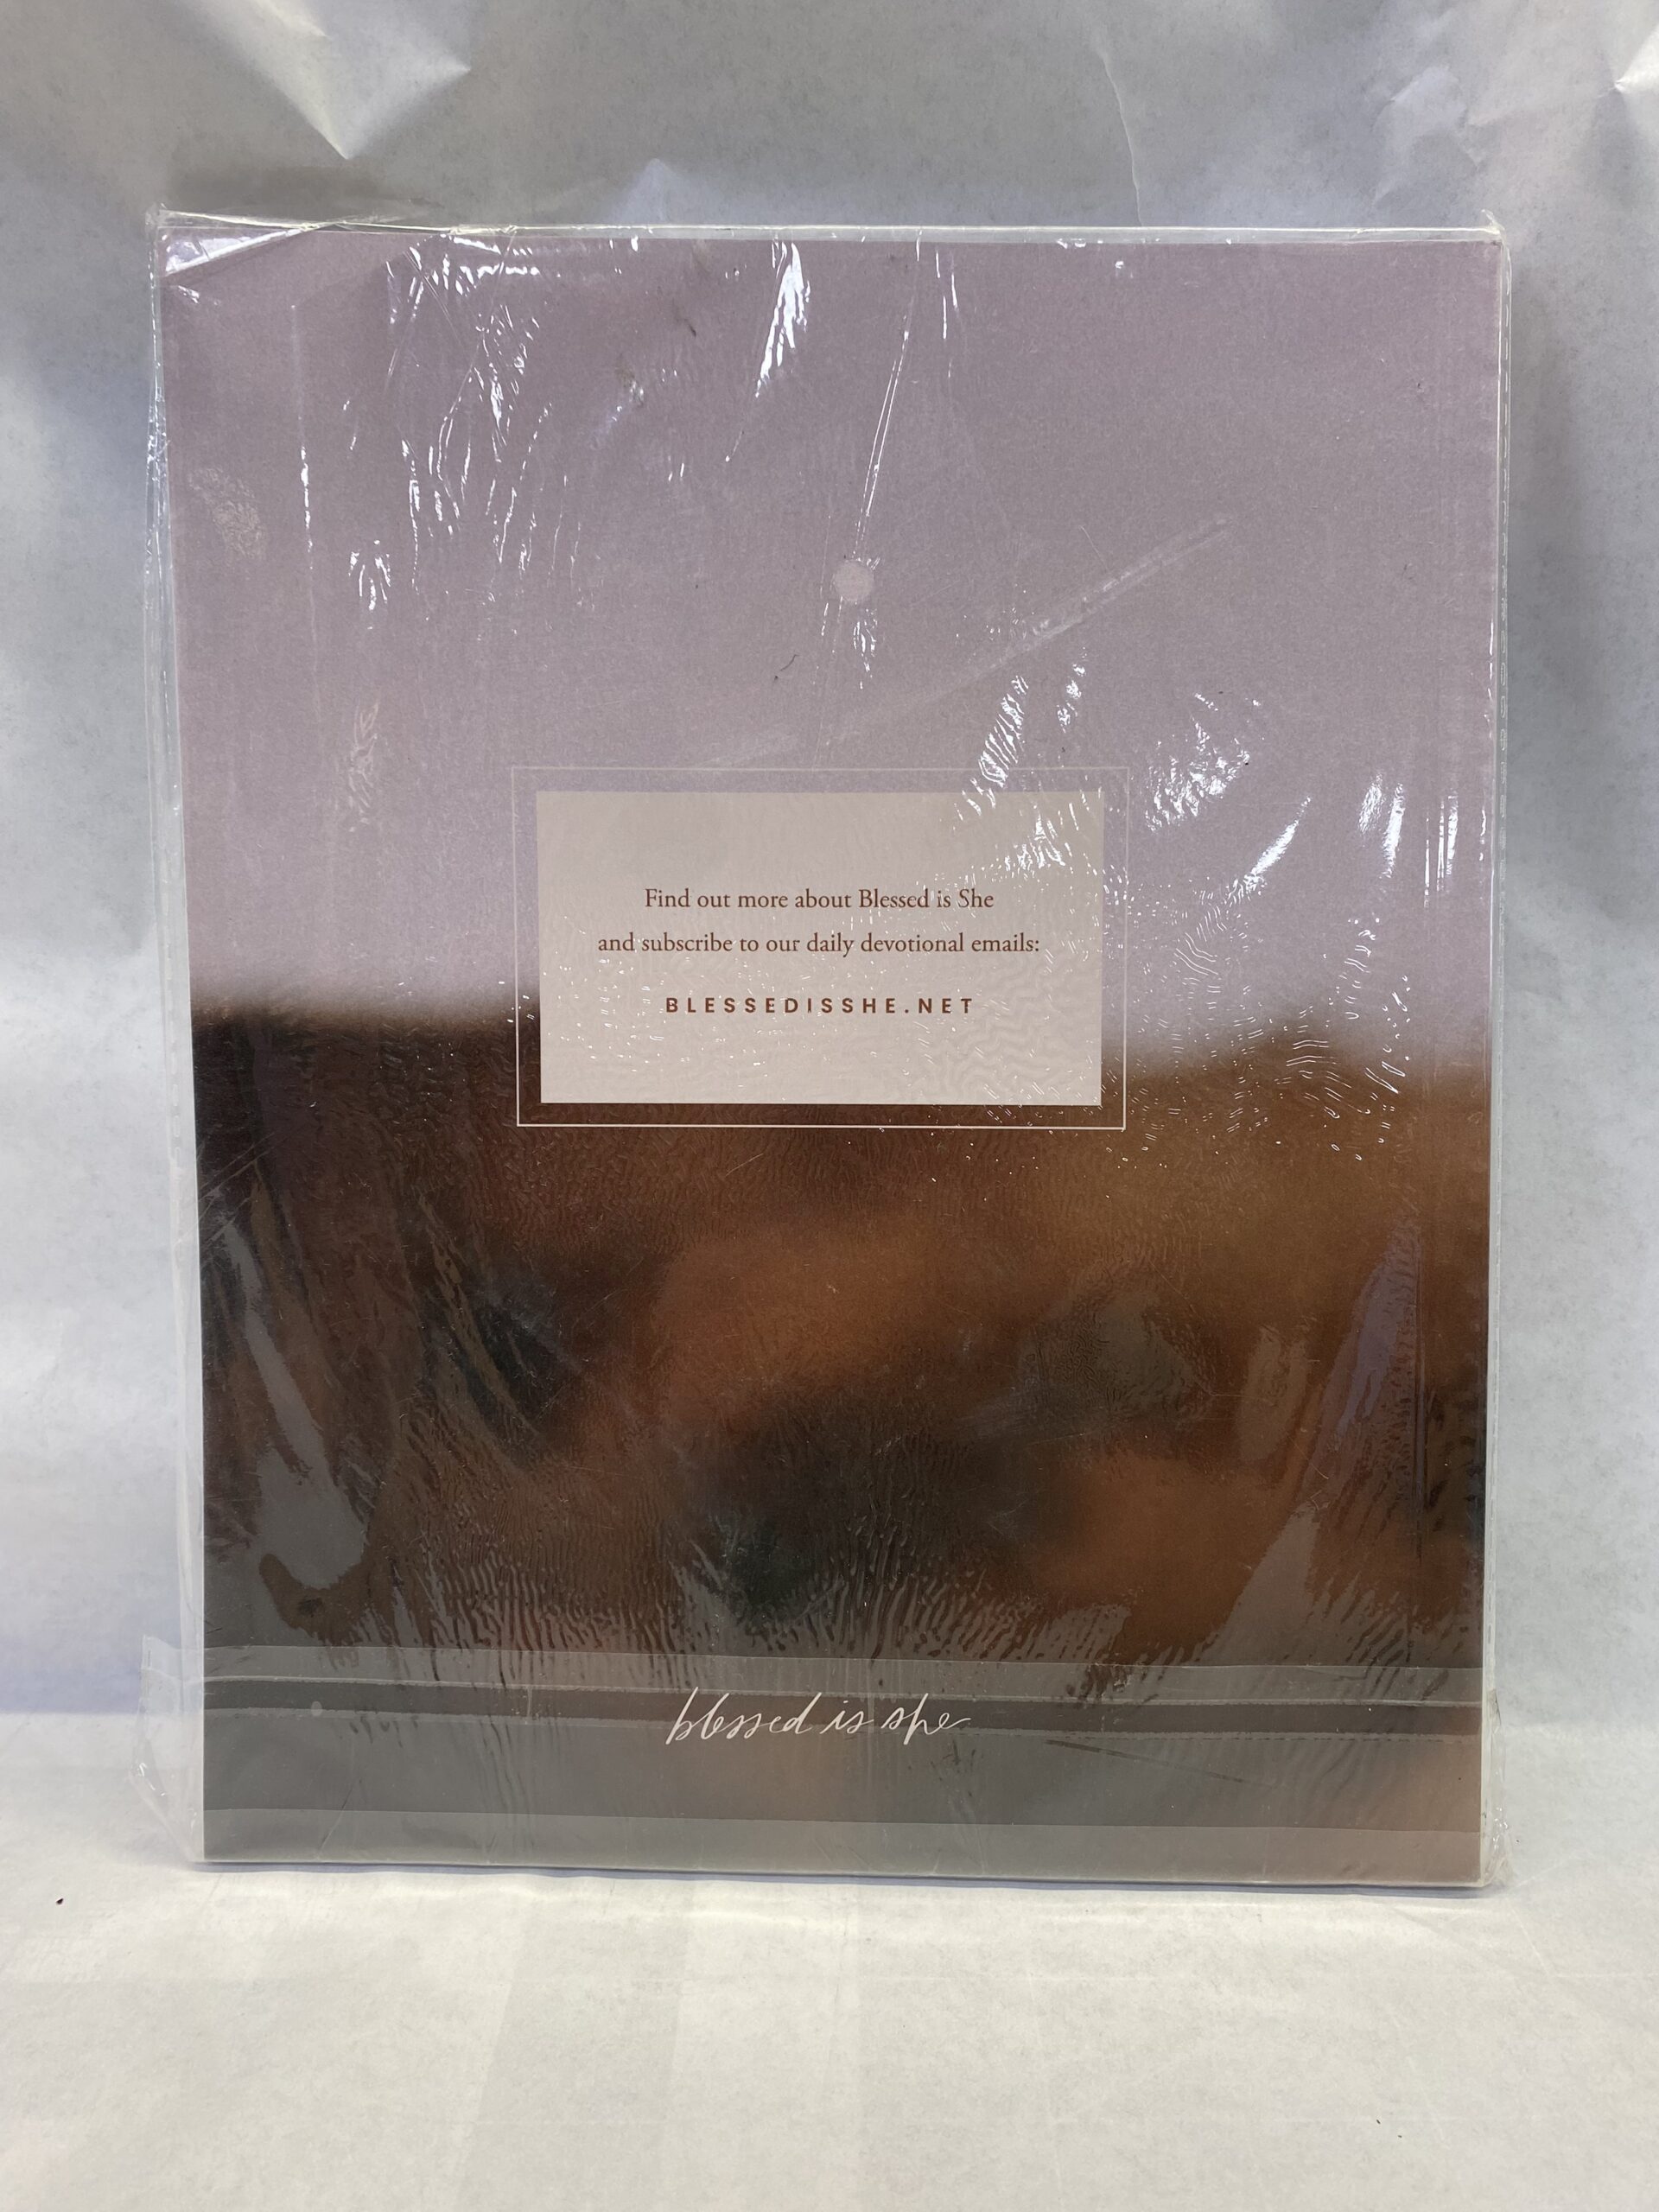 Find out more about Blessed is She
and subscribe to our daily devotional emails:
BLESSEDISSHE.NET
blessed is she